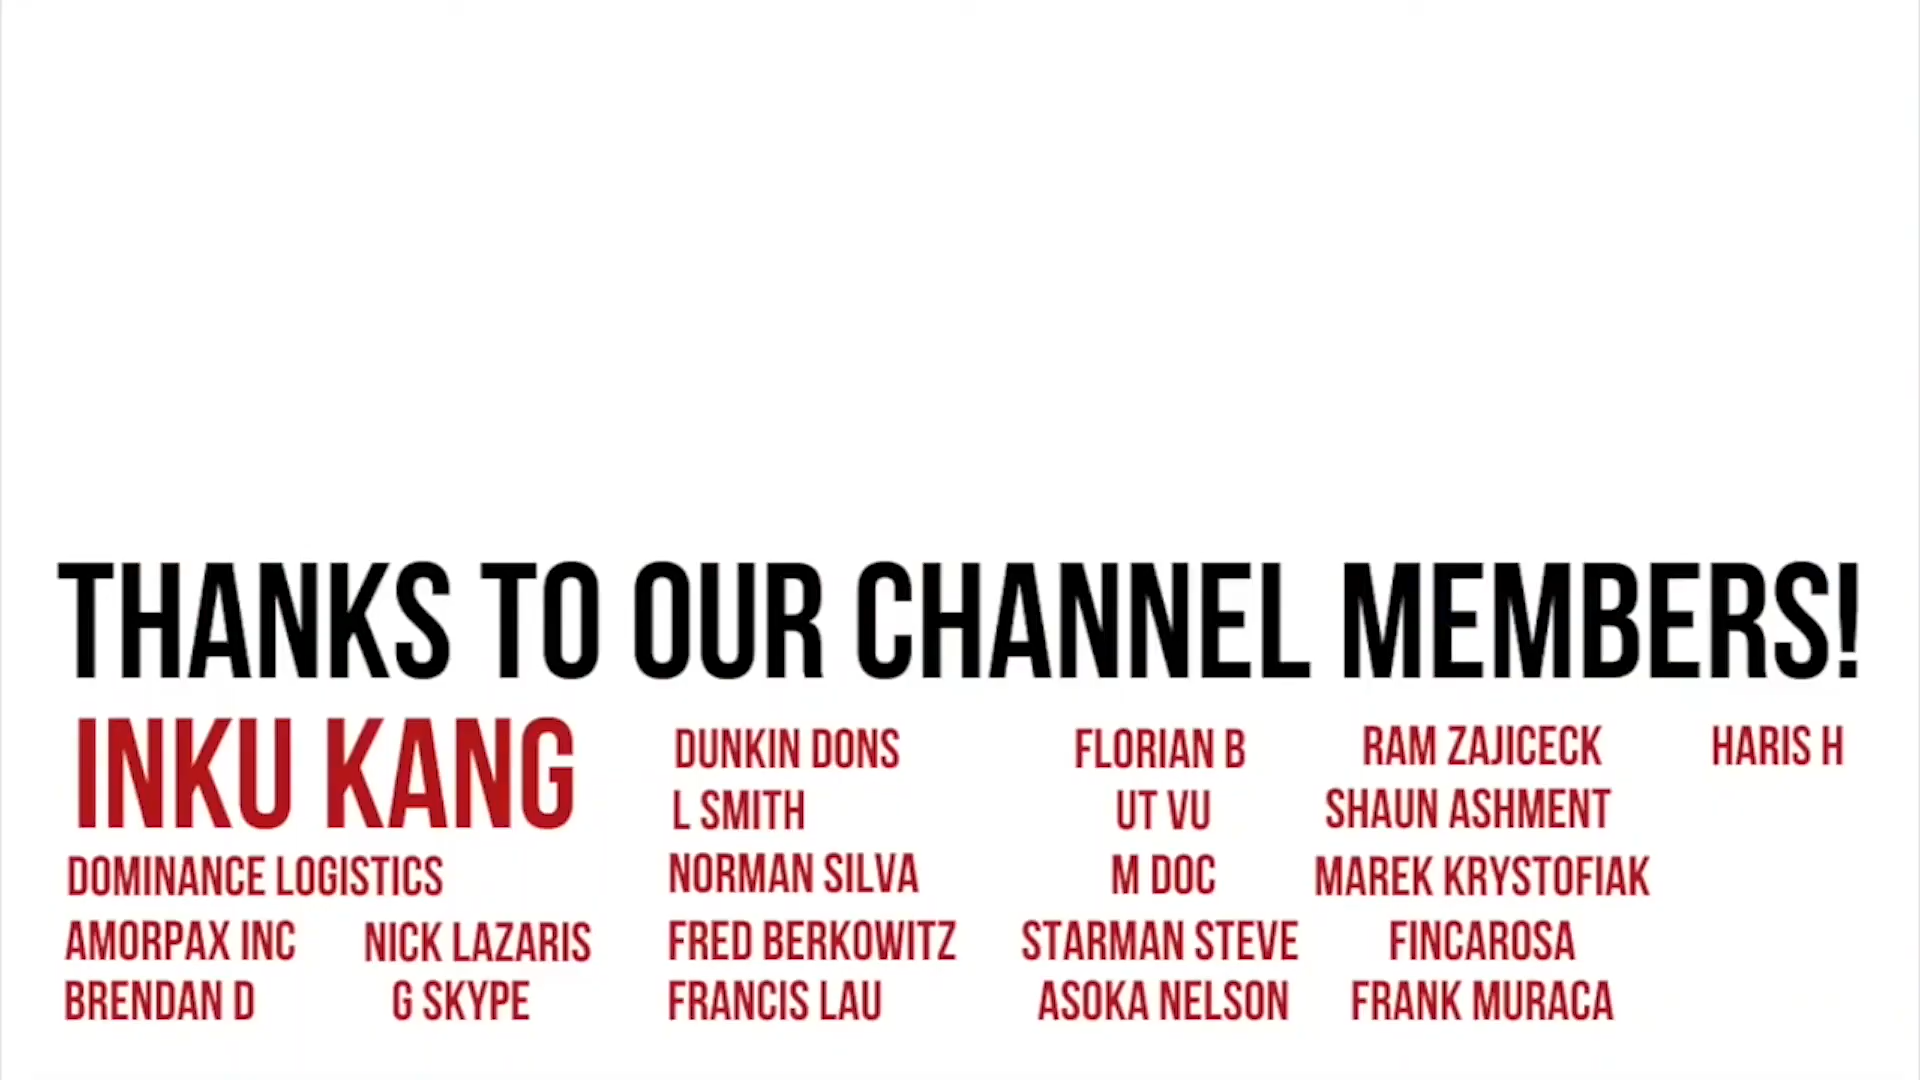 THANKS TO OUR CHANNEL MEMBERS!
INKU KANG
DOMINANCE LOGISTICS
AMORPAX INC
BRENDAN D
NICK LAZARIS
G SKYPE
DUNKIN DONS
L SMITH
NORMAN SILVA
FRED BERKOWITZ
FRANCIS LAU
FLORIAN B
UT VU
M DOC
STARMAN STEVE
ASOKA NELSON
RAM ZAJICECK
SHAUN ASHMENT
MAREK KRYSTOFIAK
FINCAROSA
FRANK MURACA
HARIS H